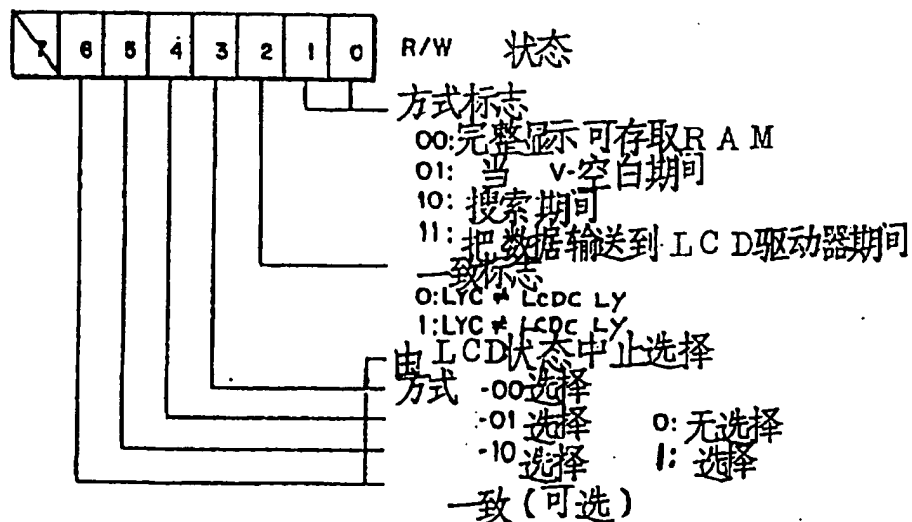 7 6 5 4 3 2 1 0 R/W 状态
方式标志
00:完整显示可存取RAM
01: 当 V-空白期间
10: 搜索期间
11: 把数据输送到LCD驱动器期间
一致标志
0:LYC ≠ LCDC LY
1:LYC ≠ LCDC LY
由LCD状态中止选择
方式 -00选择
-01选择 0: 无选择
-10选择 1: 选择
一致(可选)